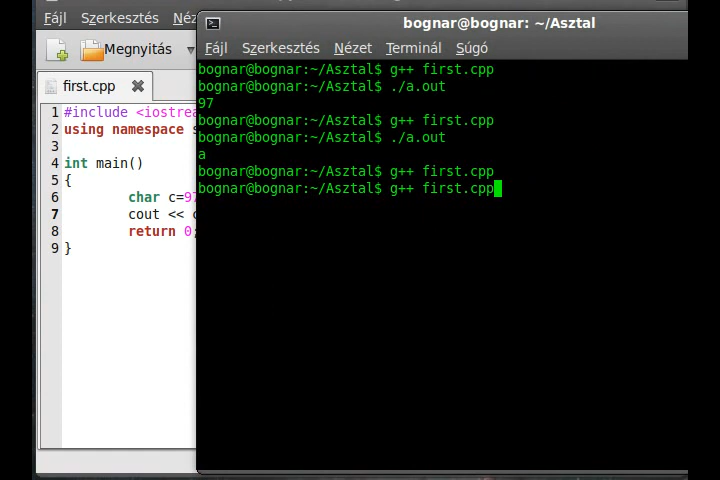 Fájl Szerkesztés
Megnyitás
first.cpp
1 #include
2 using namespace
3
4 int main()
5 {
6 char c=97
7 cout <<
8 return 0;
9 }
bognar@bognar: ~/Asztal
Fájl Szerkesztés Nézet Terminál Súgó
bognar@bognar:~/Asztal$ g++ first.cpp
bognar@bognar:~/Asztal$ ./a.out
97
bognar@bognar:~/Asztal$ g++ first.cpp
bognar@bognar:~/Asztal$ ./a.out
a
bognar@bognar:~/Asztal$ g++ first.cpp
bognar@bognar:~/Asztal$ g++ first.cpp